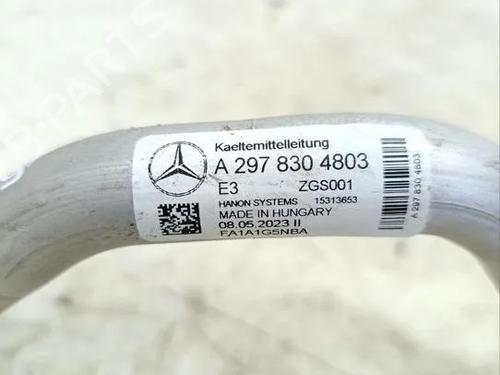 Kaeltemittelleitung
A 297 830 4803
E3 ZGS001
HANON SYSTEMS 15313653
MADE IN HUNGARY
08.05.2023 II
FA1A1G5NBA
A 297 830 4803